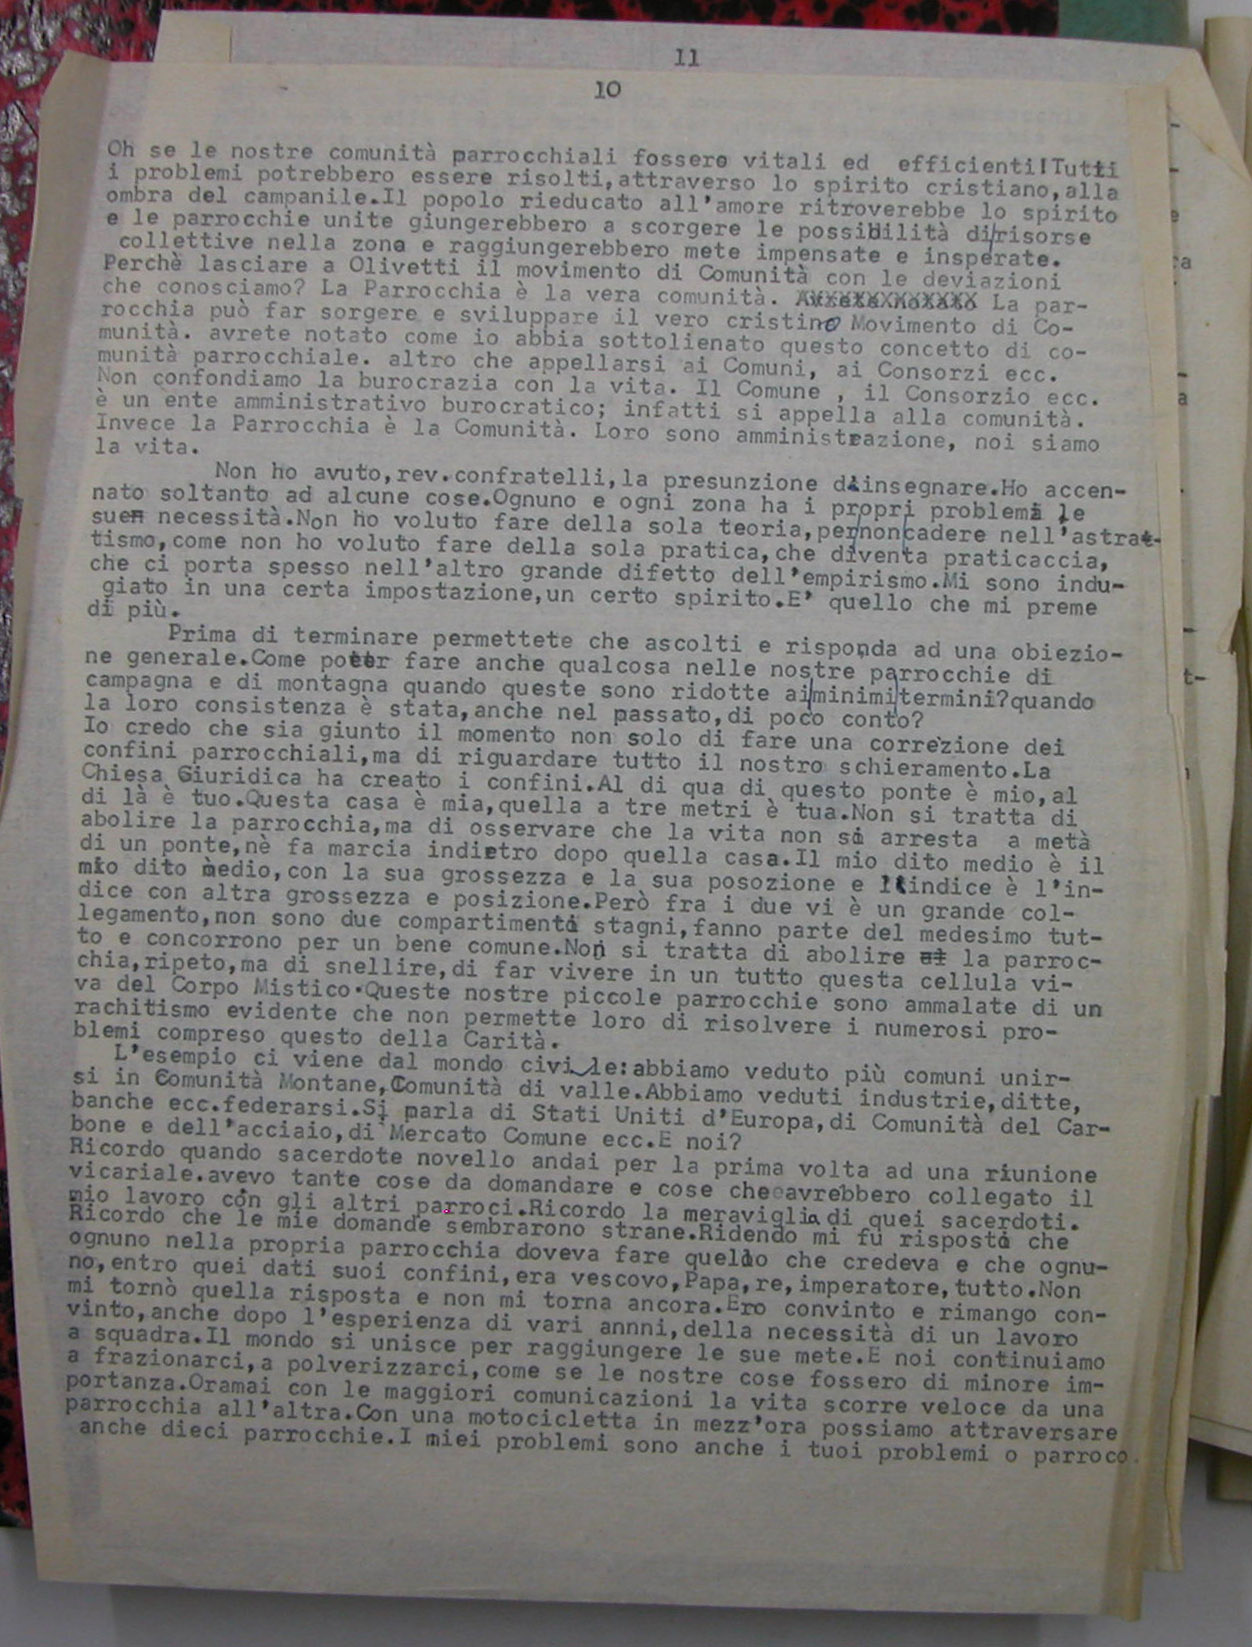 11
10
Oh se le nostre comunità parrocchiali fossero vitali ed efficienti!Tutti
i problemi potrebbero essere risolti,attraverso lo spirito cristiano,alla
ombra del campanile.Il popolo rieducato all'amore ritroverebbe lo spirito
e le parrocchie unite giungerebbero a scorgere le possibilità di/risorse
collettive nella zona e raggiungerebbero mete impensate e insperate.
Perchè lasciare a Olivetti il movimento di Comunità con le deviazioni
che conosciamo? La Parrocchia è la vera comunità. La par-
rocchia può far sorgere e sviluppare il vero cristino Movimento di Co-
munità. avrete notato come io abbia sottolienato questo concetto di co-
munità parrocchiale. altro che appellarsi ai Comuni, ai Consorzi ecc.
Non confondiamo la burocrazia con la vita. Il Comune , il Consorzio ecc.
è un ente amministrativo burocratico; infatti si appella alla comunità.
Invece la Parrocchia è la Comunità. Loro sono amministrazione, noi siamo
la vita.
Non ho avuto,rev.confratelli,la presunzione di insegnare.Ho accen-
nato soltanto ad alcune cose.Ognuno e ogni zona ha i propri problemi le
sue necessità.Non ho voluto fare della sola teoria,per/non/cadere nell'astrat-
tismo,come non ho voluto fare della sola pratica,che diventa praticaccia,
che ci porta spesso nell'altro grande difetto dell'empirismo.Mi sono indu-
giato in una certa impostazione,un certo spirito.E' quello che mi preme
di più.
Prima di terminare permettete che ascolti e risponda ad una obiezio-
ne generale.Come poter fare anche qualcosa nelle nostre parrocchie di
campagna e di montagna quando queste sono ridotte ai/minimi/termini?quando
la loro consistenza è stata,anche nel passato,di poco conto?
Io credo che sia giunto il momento non solo di fare una correzione dei
confini parrocchiali,ma di riguardare tutto il nostro schieramento.La
Chiesa Giuridica ha creato i confini.Al di qua di questo ponte è mio,al
di là è tuo.Questa casa è mia,quella a tre metri è tua.Non si tratta di
abolire la parrocchia,ma di osservare che la vita non si arresta a metà
di un ponte,nè fa marcia indietro dopo quella casa.Il mio dito medio è il
mio dito medio,con la sua grossezza e la sua posozione e l'indice è l'in-
dice con altra grossezza e posizione.Però fra i due vi è un grande col-
legamento,non sono due compartimenti stagni,fanno parte del medesimo tut-
to e concorrono per un bene comune.Non si tratta di abolire la parroc-
chia,ripeto,ma di snellire,di far vivere in un tutto questa cellula vi-
va del Corpo Mistico.Queste nostre piccole parrocchie sono ammalate di un
rachitismo evidente che non permette loro di risolvere i numerosi pro-
blemi compreso questo della Carità.
L'esempio ci viene dal mondo civile:abbiamo veduto più comuni unir-
si in Comunità Montane,Comunità di valle.Abbiamo veduti industrie,ditte,
banche ecc.federarsi.Si parla di Stati Uniti d'Europa,di Comunità del Car-
bone e dell'acciaio,di Mercato Comune ecc.E noi?
Ricordo quando sacerdote novello andai per la prima volta ad una riunione
vicariale.avevo tante cose da domandare e cose che avrebbero collegato il
mio lavoro con gli altri parroci.Ricordo la meraviglia di quei sacerdoti.
Ricordo che le mie domande sembrarono strane.Ridendo mi fu risposto che
ognuno nella propria parrocchia doveva fare quello che credeva e che ognu-
no,entro quei dati suoi confini,era vescovo,Papa,re,imperatore,tutto.Non
mi tornò quella risposta e non mi torna ancora.Ero convinto e rimango con-
vinto,anche dopo l'esperienza di vari annni,della necessità di un lavoro
a squadra.Il mondo si unisce per raggiungere le sue mete.E noi continuiamo
a frazionarci,a polverizzarci,come se le nostre cose fossero di minore im-
portanza.Oramai con le maggiori comunicazioni la vita scorre veloce da una
parrocchia all'altra.Con una motocicletta in mezz'ora possiamo attraversare
anche dieci parrocchie.I miei problemi sono anche i tuoi problemi o parroco.